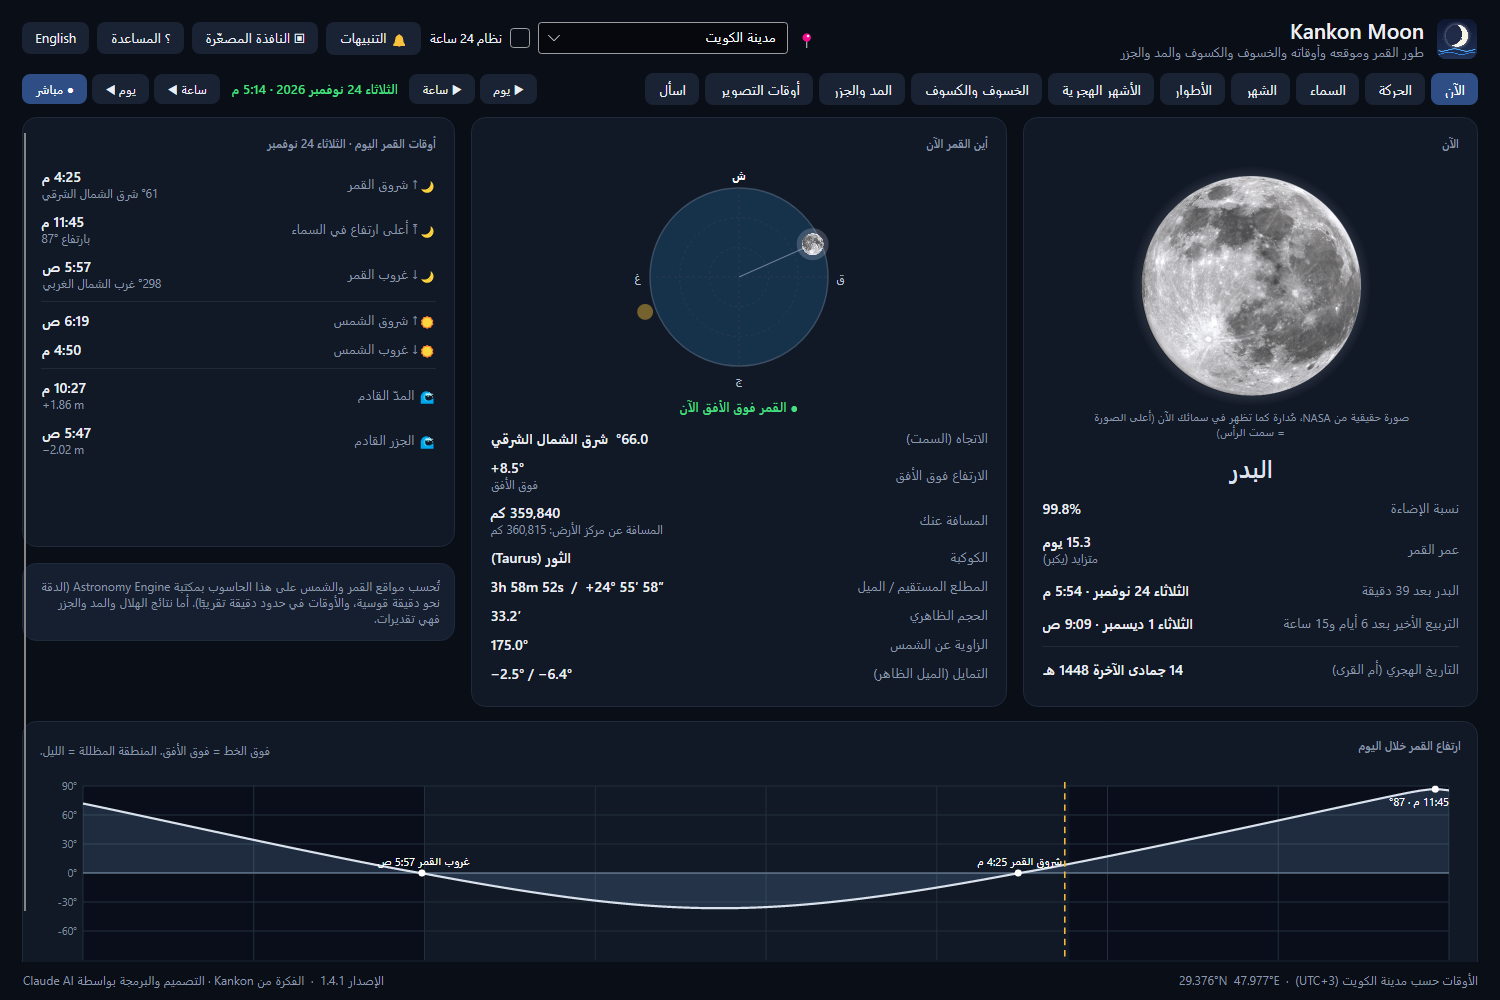 Kankon Moon
طور القمر وموقعه وأوقاته والخسوف والكسوف والمد والجزر
مدينة الكويت
نظام 24 ساعة
التنبيهات
النافذة المصغّرة
؟ المساعدة
English
الآن
الحركة
السماء
الشهر
الأطوار
الأشهر الهجرية
الخسوف والكسوف
المد والجزر
أوقات التصوير
اسأل
▶ يوم
▶ ساعة
الثلاثاء 24 نوفمبر 2026 · 5:14 م
ساعة ◀
يوم ◀
● مباشر
الآن
صورة حقيقية من NASA، مُدارة كما تظهر في سمائك الآن (أعلى الصورة
= سمت الرأس)
البدر
نسبة الإضاءة 99.8%
عمر القمر 15.3 يوم
متزايد (يكبر)
البدر بعد 39 دقيقة الثلاثاء 24 نوفمبر · 5:54 م
التربيع الأخير بعد 6 أيام و15 ساعة الثلاثاء 1 ديسمبر · 9:09 ص
التاريخ الهجري (أم القرى) 14 جمادى الآخرة 1448 هـ
أين القمر الآن
ش
ق
غ
ج
● القمر فوق الأفق الآن
الاتجاه (السمت) 66.0° شرق الشمال الشرقي
الارتفاع فوق الأفق +8.5°
فوق الأفق
المسافة عنك 359,840 كم
المسافة عن مركز الأرض: 360,815 كم
الكوكبة الثور (Taurus)
المطلع المستقيم / الميل 3h 58m 52s / +24° 55′ 58″
الحجم الظاهري 33.2′
الزاوية عن الشمس 175.0°
التمايل (الميل الظاهر) −2.5° / −6.4°
أوقات القمر اليوم · الثلاثاء 24 نوفمبر
↑ شروق القمر 4:25 م
61° شرق الشمال الشرقي
أعلى ارتفاع في السماء 11:45 م
بارتفاع 87°
↓ غروب القمر 5:57 ص
298° غرب الشمال الغربي
↑ شروق الشمس 6:19 ص
↓ غروب الشمس 4:50 م
المدّ القادم 10:27 م
+1.86 m
الجزر القادم 5:47 ص
−2.02 m
تُحسب مواقع القمر والشمس على هذا الحاسوب بمكتبة Astronomy Engine (الدقة
نحو دقيقة قوسية، والأوقات في حدود دقيقة تقريبًا). أما نتائج الهلال والمد والجزر
فهي تقديرات.
ارتفاع القمر خلال اليوم
فوق الخط = فوق الأفق. المنطقة المظللة = الليل.
90°
60°
30°
0°
-30°
-60°
غروب القمر 5:57 ص
شروق القمر 4:25 م
11:45 م · 87°
الأوقات حسب مدينة الكويت (UTC+3) · 29.376°N 47.977°E
الإصدار 1.4.1 · الفكرة من Kankon · التصميم والبرمجة بواسطة Claude AI